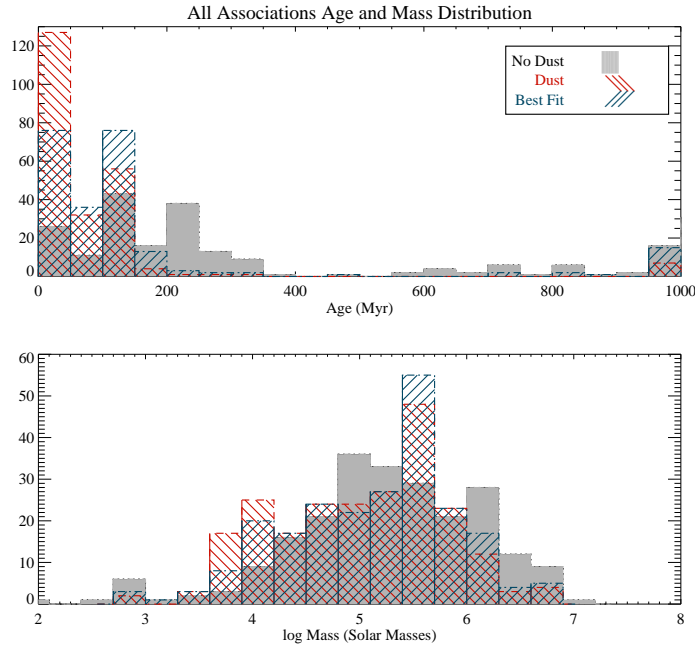 All Associations Age and Mass Distribution
120
100
80
60
40
20
0
No Dust
Dust
Best Fit
0 200 400 600 800 1000
Age (Myr)
60
50
40
30
20
10
0
2 3 4 5 6 7 8
log Mass (Solar Masses)